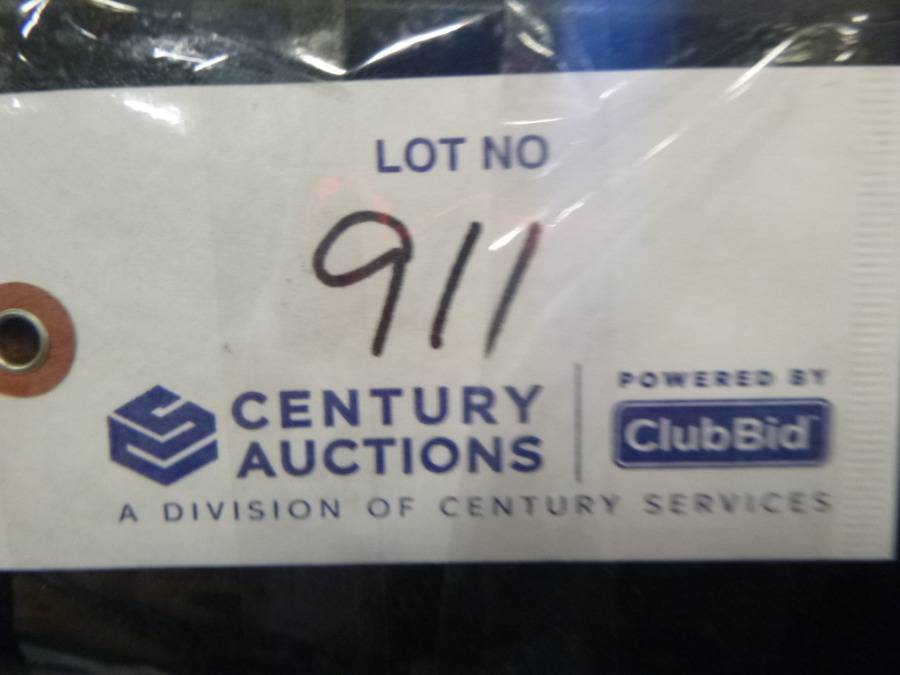 LOT NO
911
CENTURY
AUCTIONS
POWERED BY
ClubBid
A DIVISION OF CENTURY SERVICES